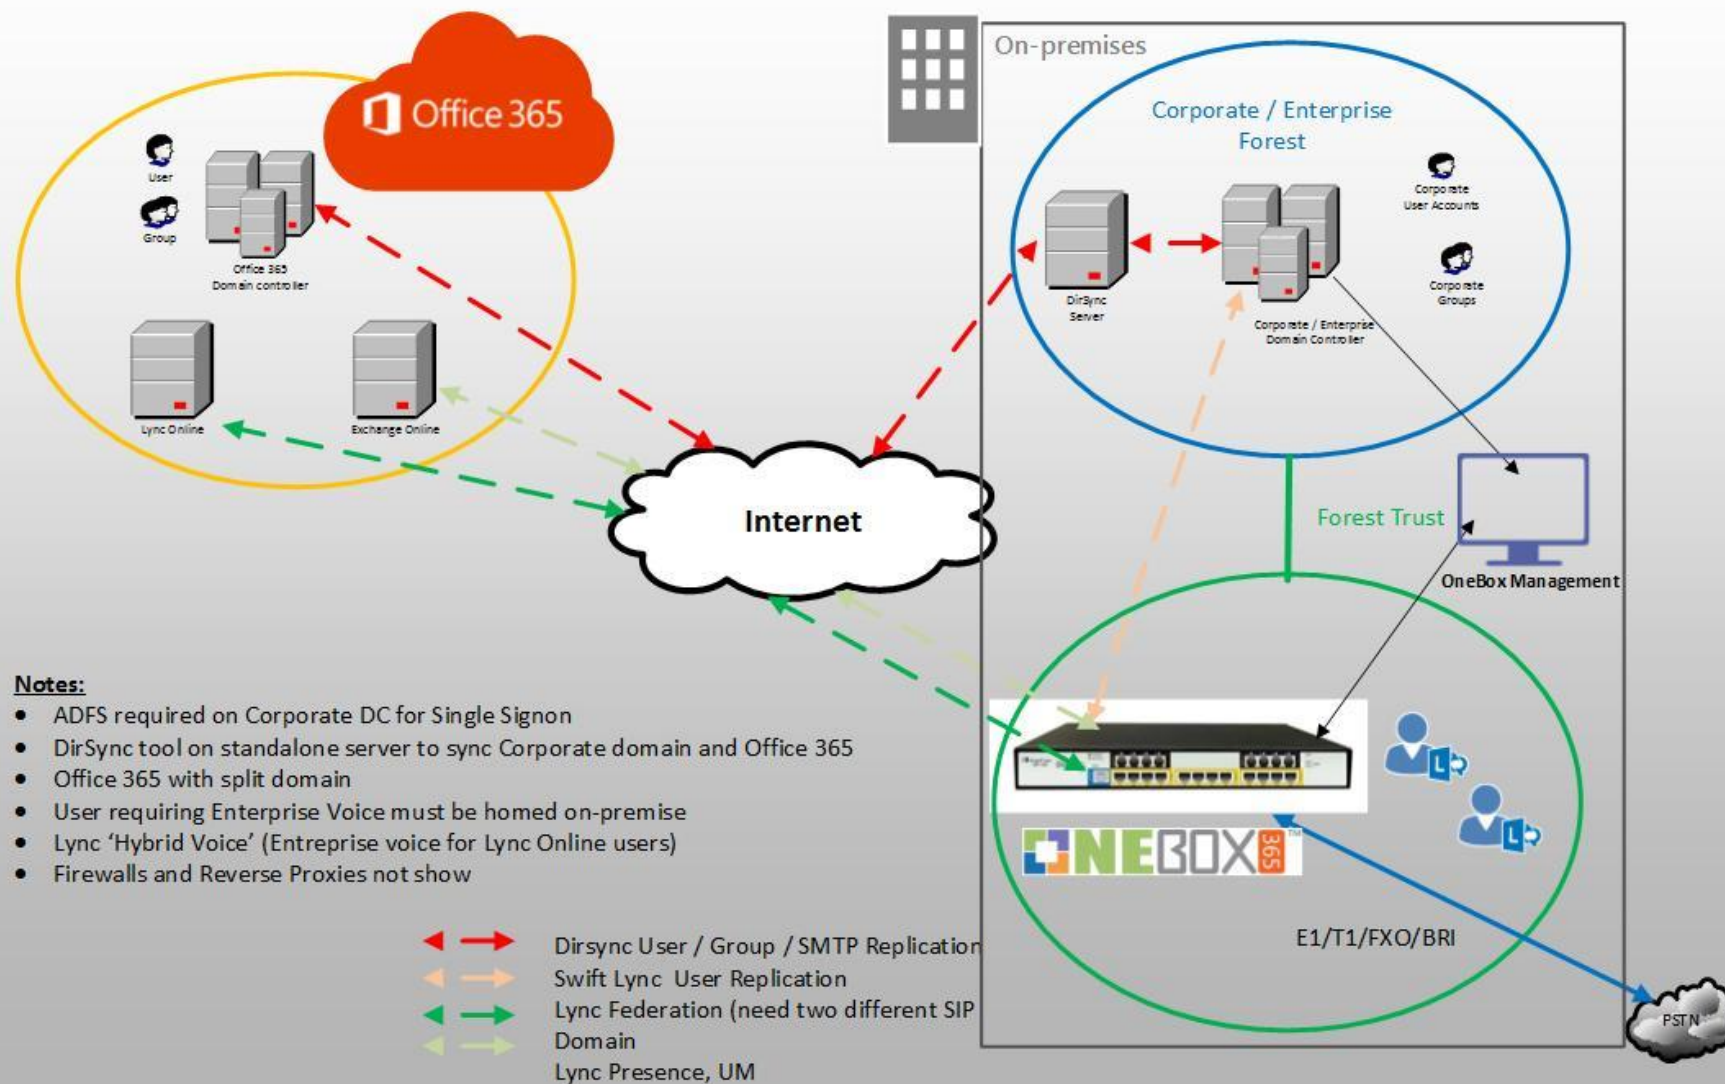 Office 365
On-premises
Corporate / Enterprise
Forest
User
Group
Office 365
Domain controller
Lync Online
Exchange Online
DirSync
Server
Corporate / Enterprise
Domain Controller
Corporate
User Accounts
Corporate
Groups
Internet
Forest Trust
OneBox Management
Notes:
• ADFS required on Corporate DC for Single Signon
• DirSync tool on standalone server to sync Corporate domain and Office 365
• Office 365 with split domain
• User requiring Enterprise Voice must be homed on-premise
• Lync ‘Hybrid Voice’ (Entreprise voice for Lync Online users)
• Firewalls and Reverse Proxies not show
L
L
ONEBOX 365 ™
E1/T1/FXO/BRI
PSTN
Dirsync User / Group / SMTP Replication
Swift Lync User Replication
Lync Federation (need two different SIP
Domain
Lync Presence, UM